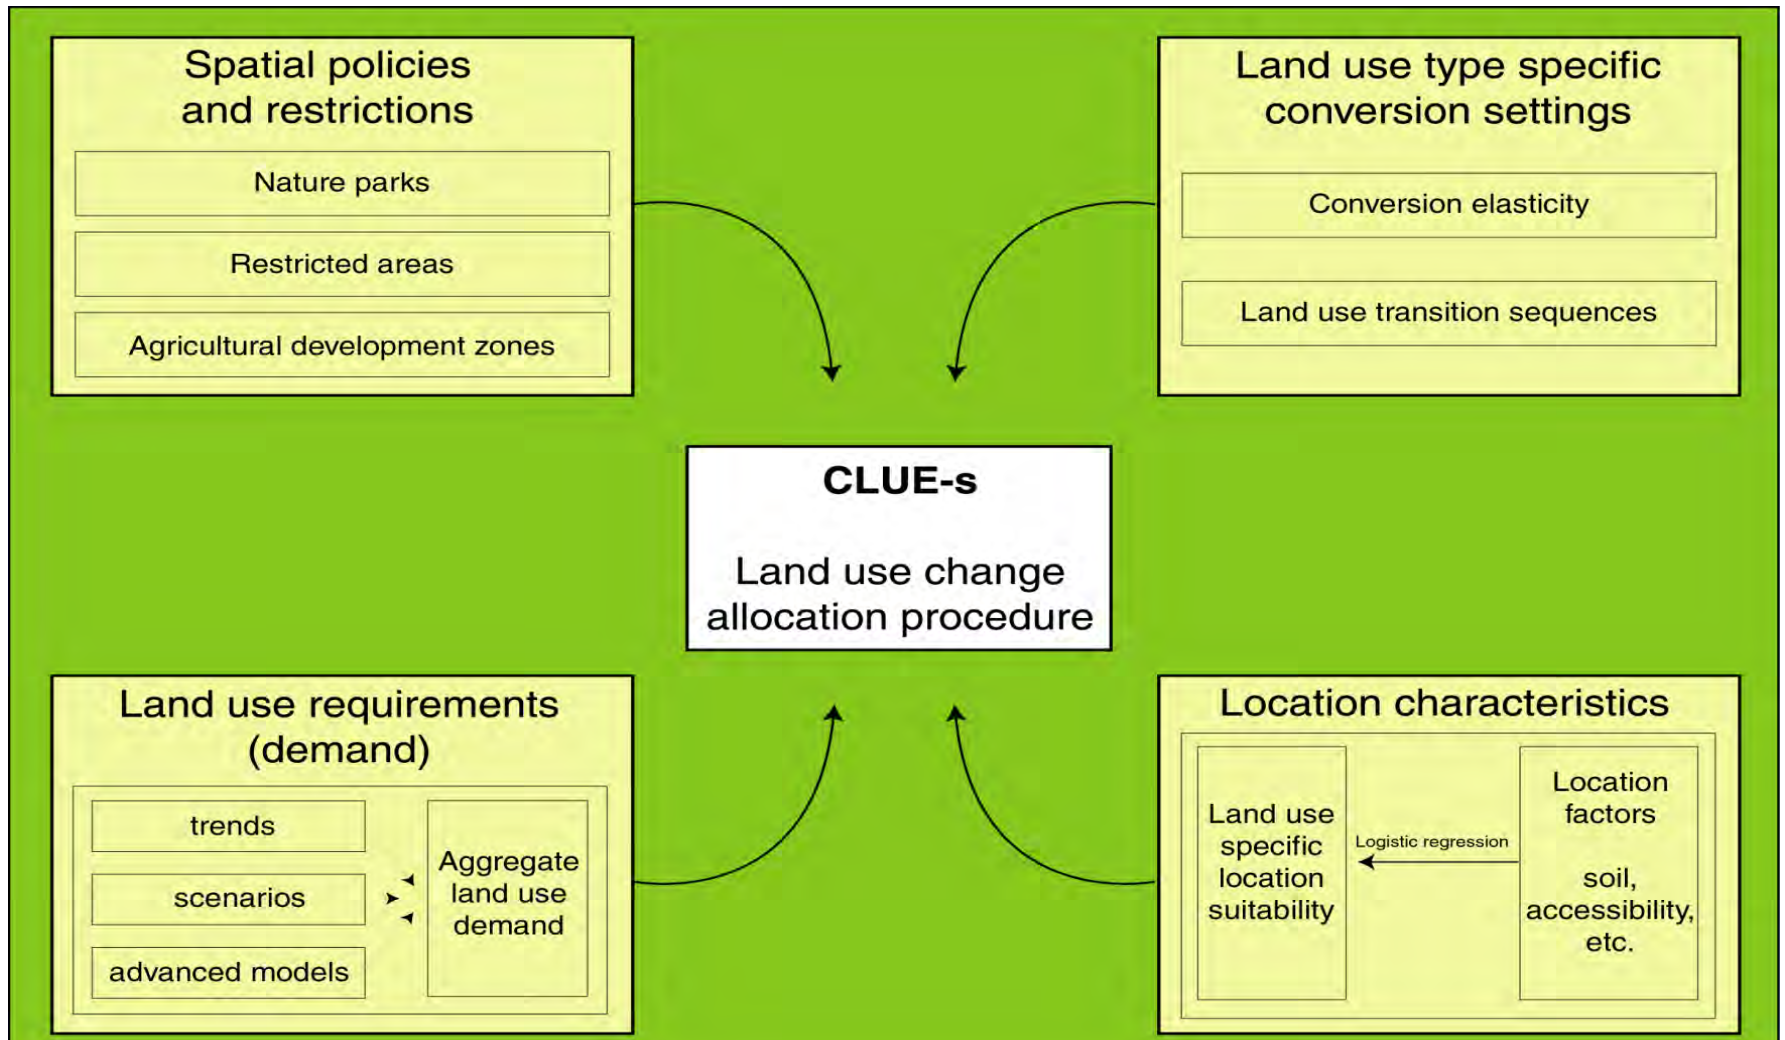 Spatial policies
and restrictions
Nature parks
Restricted areas
Agricultural development zones
Land use type specific
conversion settings
Conversion elasticity
Land use transition sequences
CLUE-s
Land use change
allocation procedure
Land use requirements
(demand)
trends
scenarios
advanced models
Aggregate
land use
demand
Location characteristics
Land use
specific
location
suitability
Logistic regression
Location
factors
soil,
accessibility,
etc.